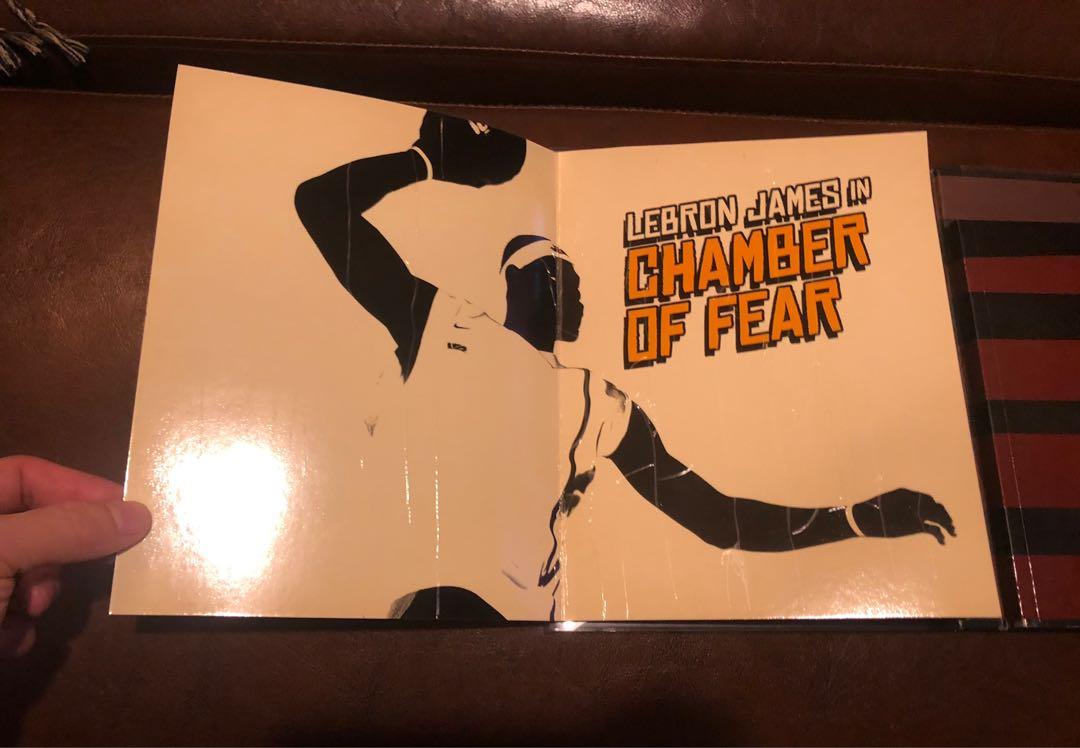 LEBRON JAMES IN
CHAMBER
OF FEAR